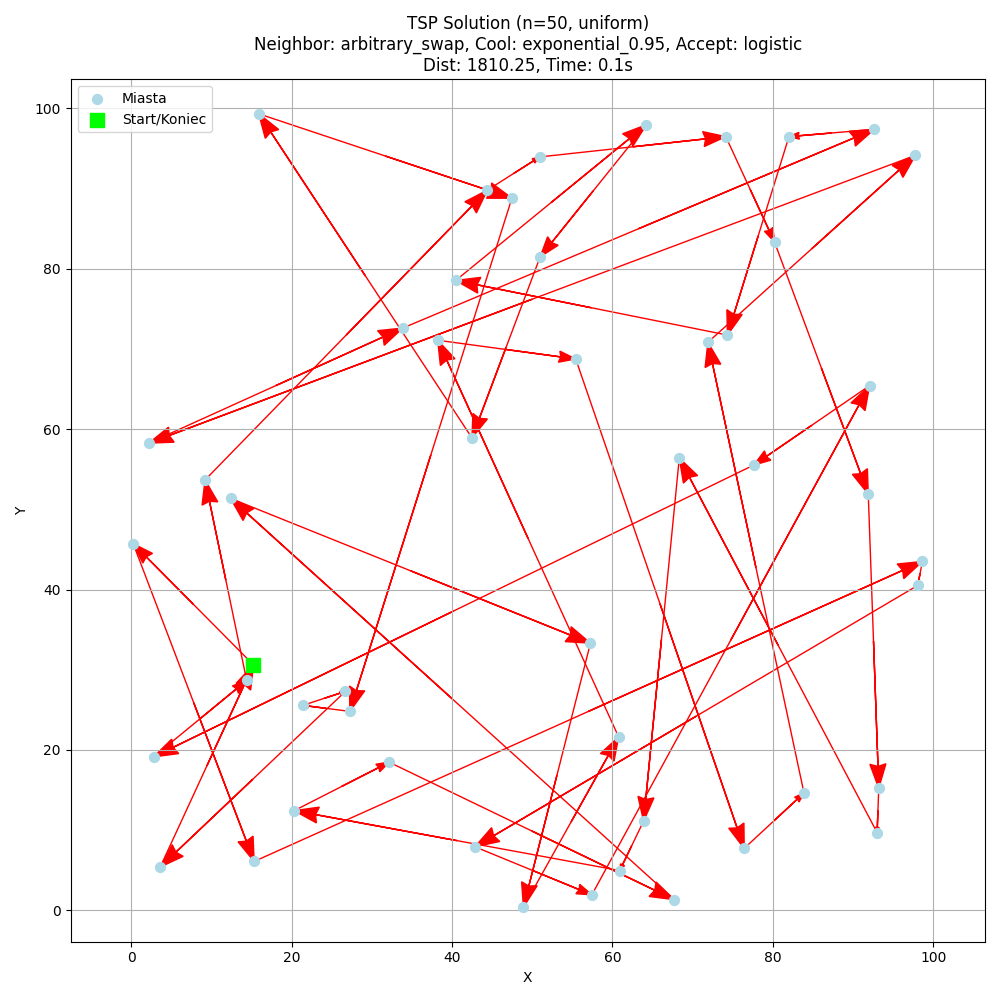 TSP Solution (n=50, uniform)
Neighbor: arbitrary_swap, Cool: exponential_0.95, Accept: logistic
Dist: 1810.25, Time: 0.1s
Miasta
Start/Koniec
100
80
60
40
20
0
Y
0 20 40 60 80 100
X